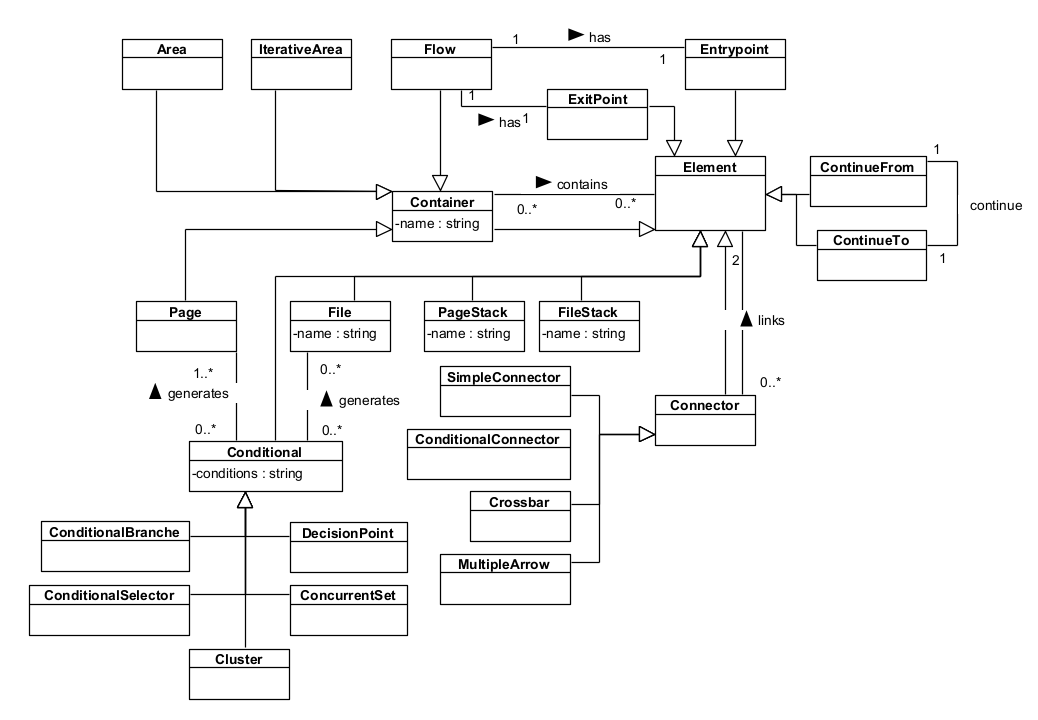 Area
IterativeArea
Flow
1
▶ has
1
Entrypoint
1
▶ has
1
ExitPoint
Element
ContinueFrom
1
continue
ContinueTo
1
Container
-name : string
▶ contains
0..*
0..*
2
▲ links
0..*
Page
File
-name : string
PageStack
-name : string
FileStack
-name : string
1..*
▲ generates
0..*
0..*
▲ generates
0..*
SimpleConnector
Connector
ConditionalConnector
Conditional
-conditions : string
Crossbar
ConditionalBranche
DecisionPoint
MultipleArrow
ConditionalSelector
ConcurrentSet
Cluster